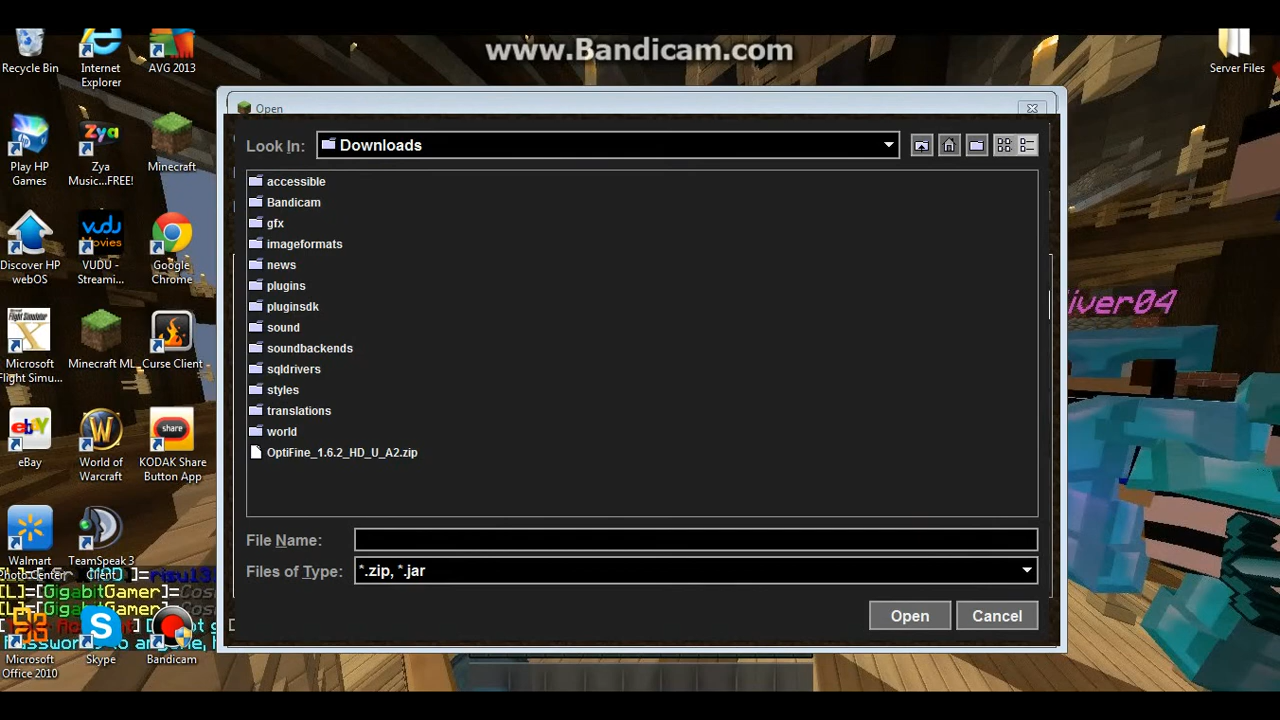 www.Bandicam.com
Recycle Bin
Internet
Explorer
AVG 2013
Server Files
Play HP
Games
Zya
Music...FREE!
Minecraft
Discover HP
webOS
VUDU -
Streami...
Google
Chrome
Microsoft
Flight Simu...
Minecraft ML
Curse Client -
eBay
World of
Warcraft
KODAK Share
Button App
Walmart
Photo Center
TeamSpeak 3
Client
Microsoft
Office 2010
Skype
Bandicam
Open
Look In:
Downloads
accessible
Bandicam
gfx
imageformats
news
plugins
pluginsdk
sound
soundbackends
sqldrivers
styles
translations
world
OptiFine_1.6.2_HD_U_A2.zip
File Name:
Files of Type:
*.zip, *.jar
Open
Cancel
iver04
[L]=[GigabitGamer]=
[L]=[GigabitGamer]=